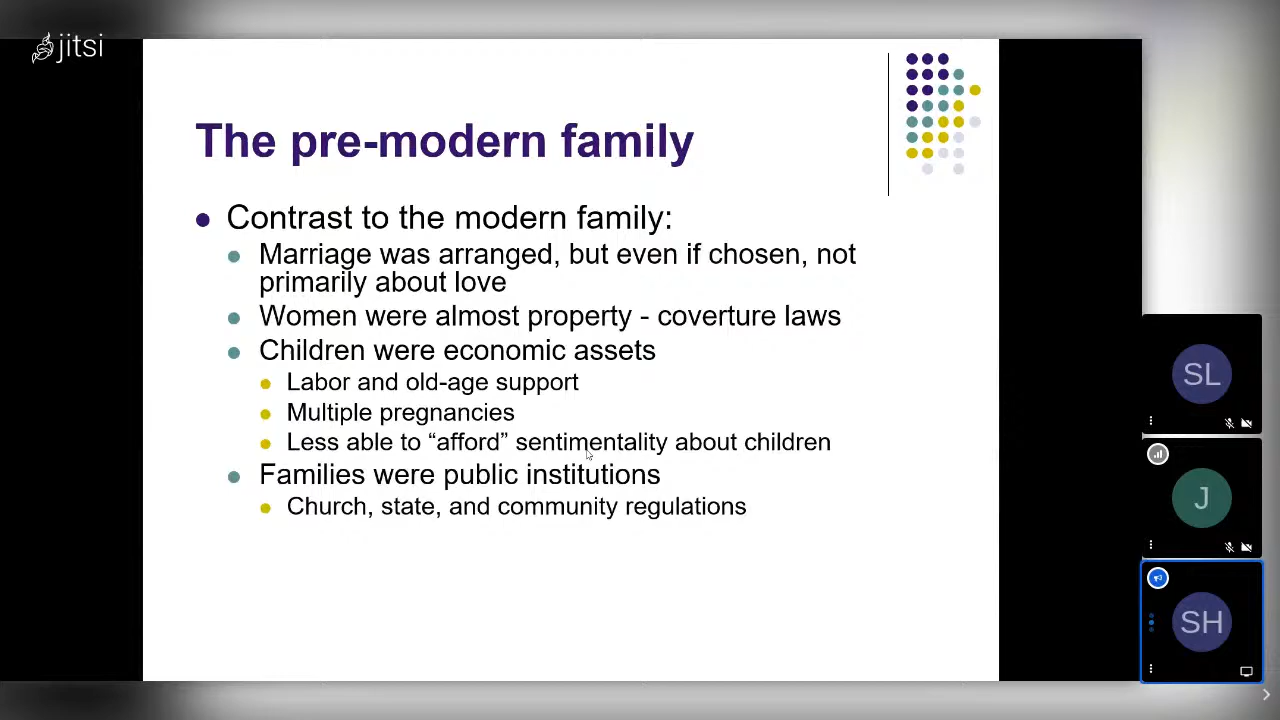 jitsi
The pre-modern family
Contrast to the modern family:
Marriage was arranged, but even if chosen, not
primarily about love
Women were almost property - coverture laws
Children were economic assets
Labor and old-age support
Multiple pregnancies
Less able to “afford” sentimentality about children
Families were public institutions
Church, state, and community regulations
SL
J
SH